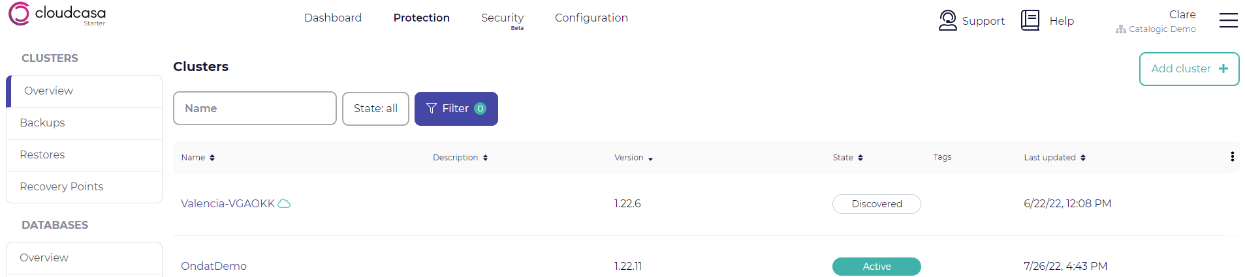 cloudcasa
Starter
Dashboard Protection Security Configuration
Beta
Support Help
Clare
Catalogic Demo
CLUSTERS
Overview
Backups
Restores
Recovery Points
DATABASES
Overview
Clusters
Add cluster +
Name State: all Filter 0
Name Description Version State Tags Last updated
Valencia-VGAOKK 1.22.6 Discovered 6/22/22, 12:08 PM
OndatDemo 1.22.11 Active 7/26/22, 4:43 PM